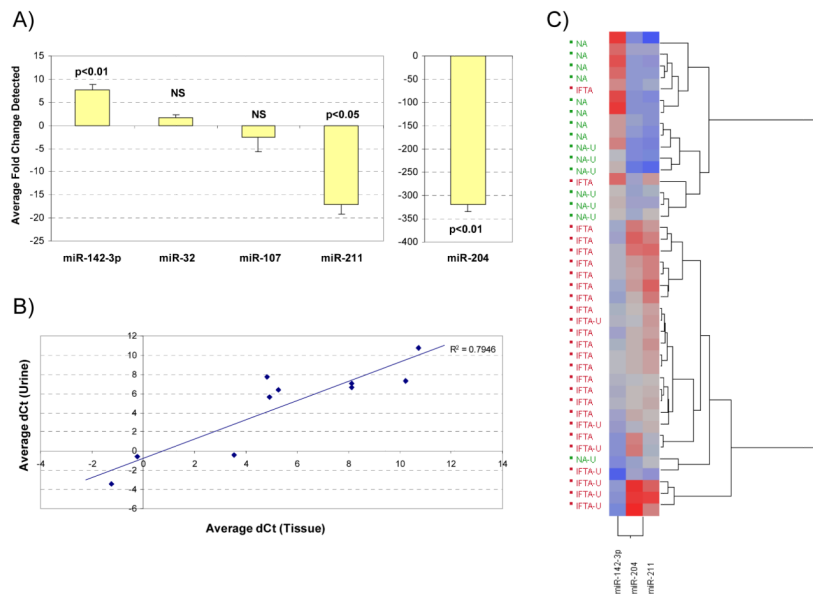 A)
Average Fold Change Detected
15
10
5
0
-5
-10
-15
-20
-25
p<0.01
NS
NS
p<0.05
miR-142-3p
miR-32
miR-107
miR-211
0
-50
-100
-150
-200
-250
-300
-350
-400
p<0.01
miR-204
B)
Average dCt (Urine)
12
10
8
6
4
2
0
-2
-4
-6
-4
-2
0
2
4
6
8
10
12
14
R² = 0.7946
Average dCt (Tissue)
C)
NA
NA
NA
NA
IFTA
NA
NA
NA
NA
NA-U
NA-U
NA-U
IFTA
NA-U
NA-U
NA-U
IFTA
IFTA
IFTA
IFTA
IFTA
IFTA
IFTA
IFTA
IFTA-U
IFTA
IFTA
IFTA
IFTA
IFTA
IFTA
IFTA
IFTA
IFTA-U
IFTA
IFTA
NA-U
IFTA-U
IFTA-U
IFTA-U
IFTA-U
miR-142-3p
miR-204
miR-211